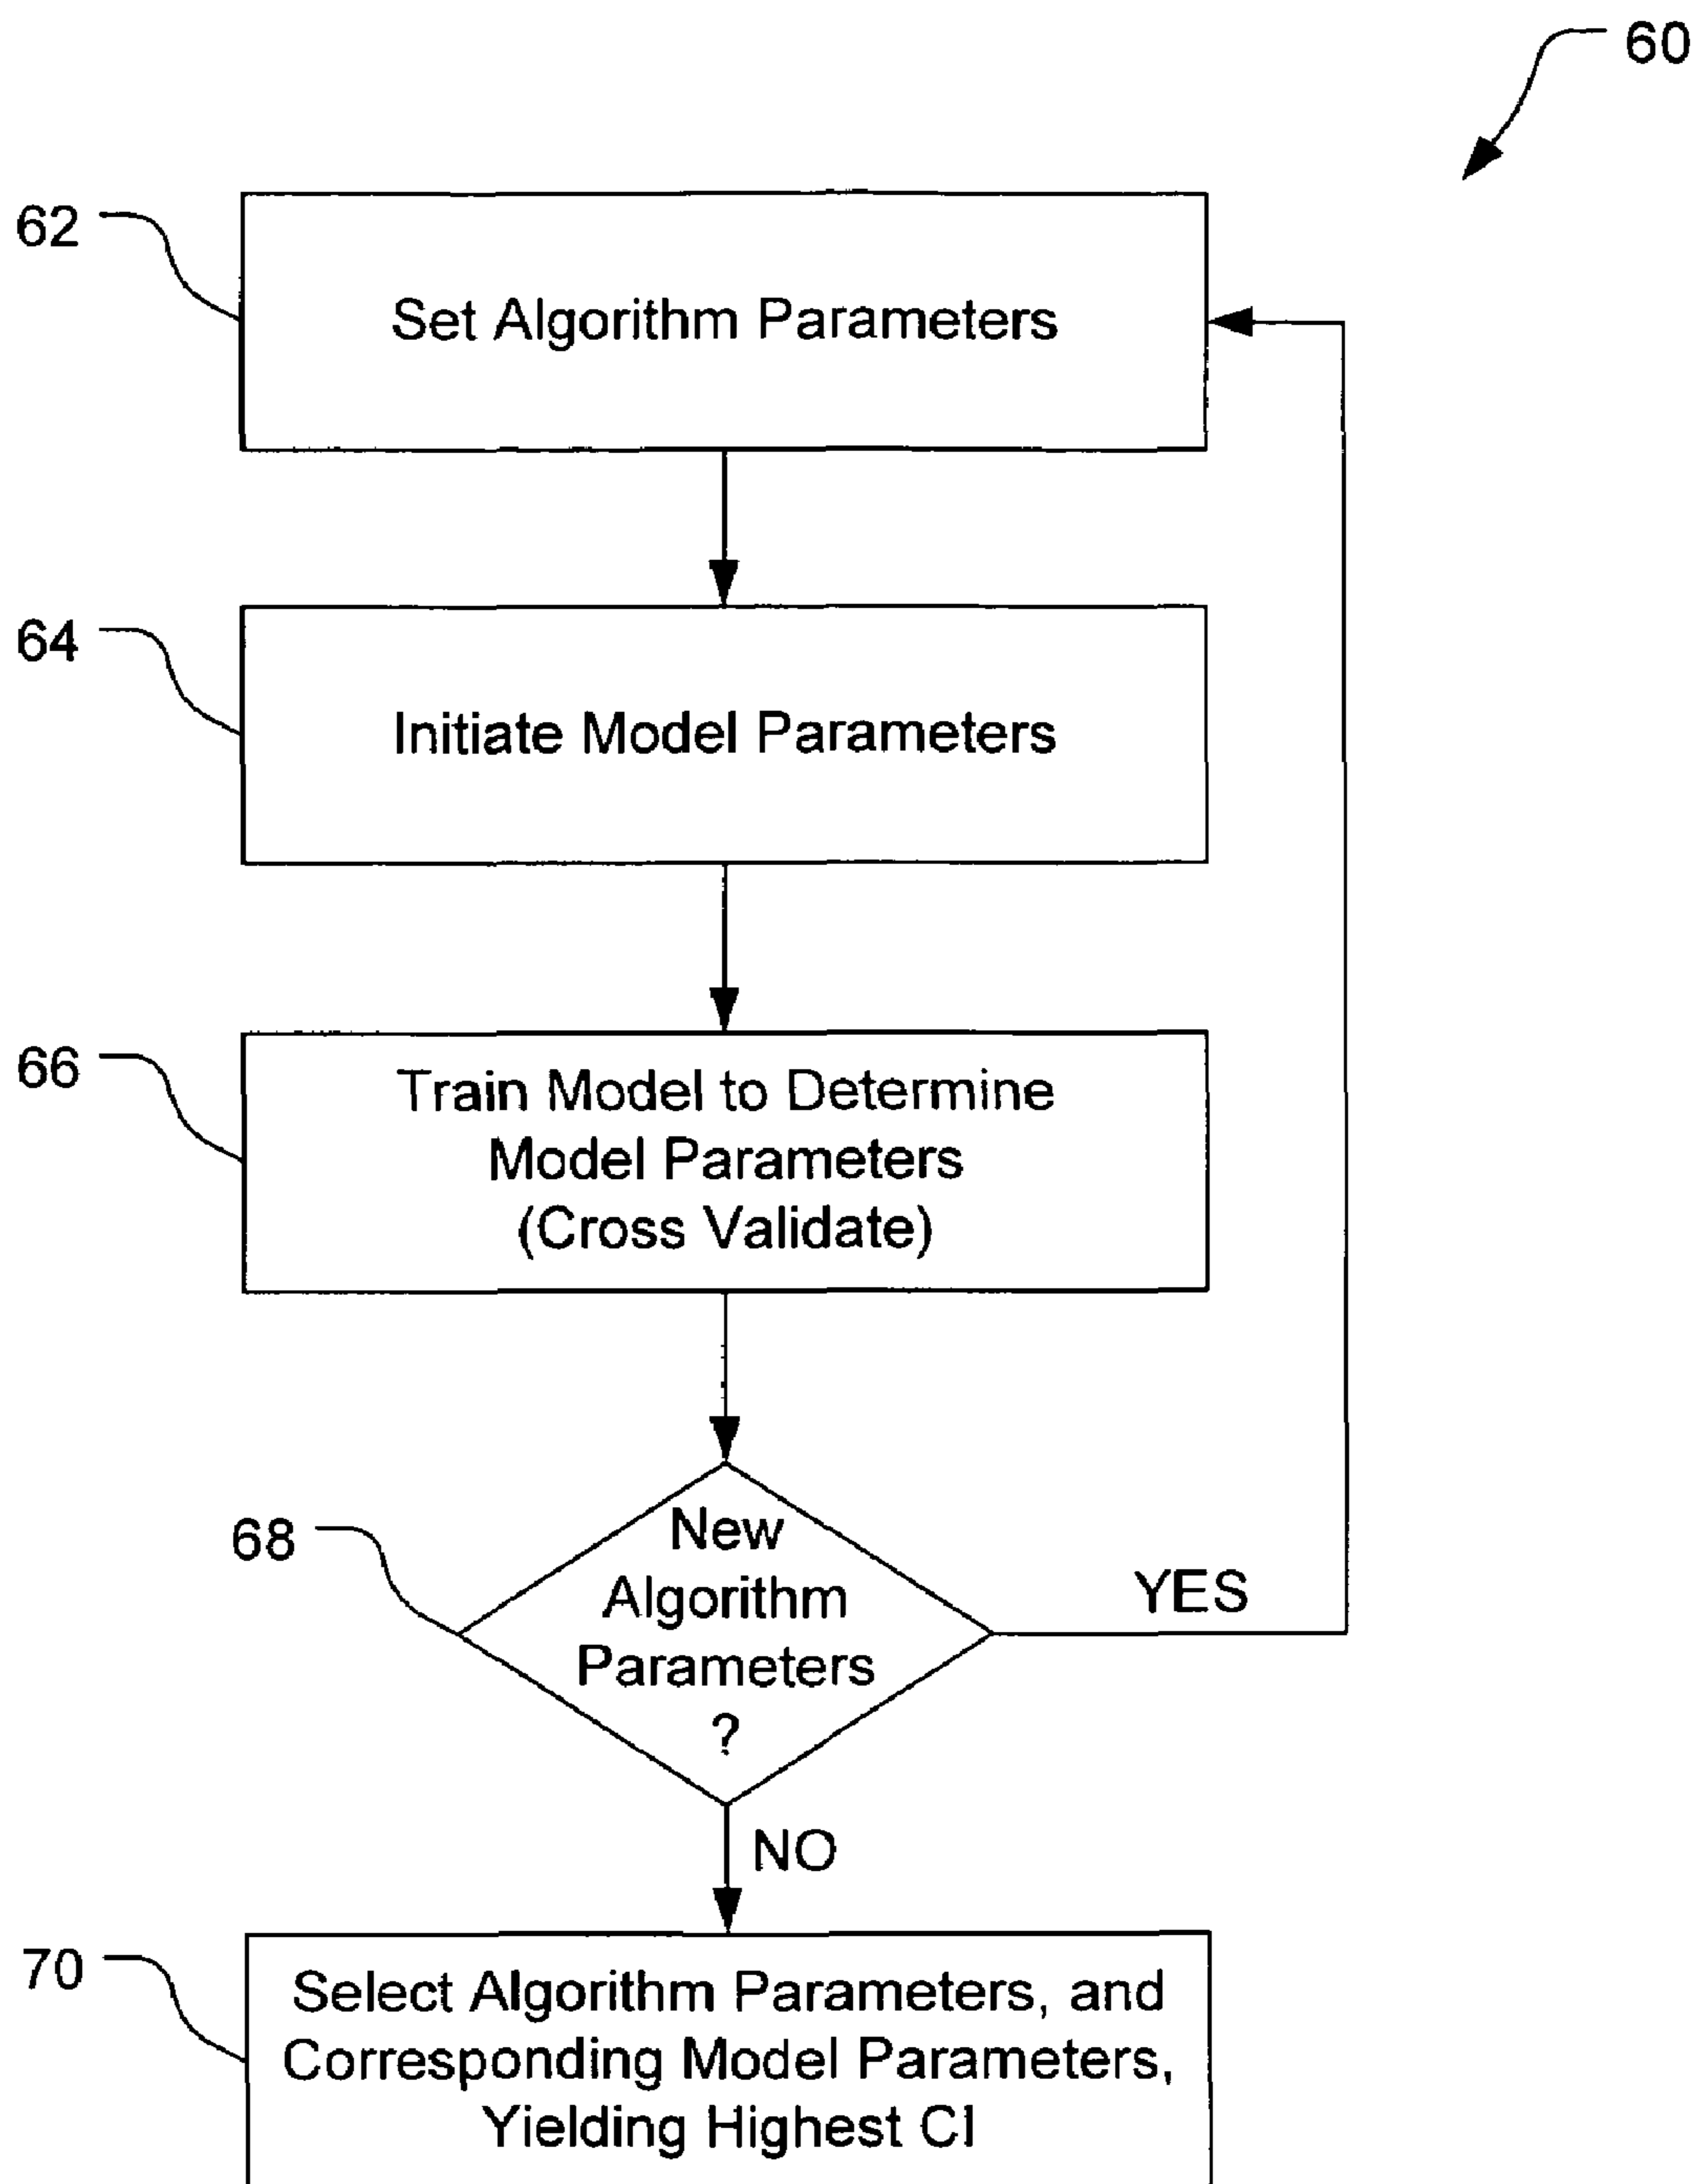 60
62
Set Algorithm Parameters
64
Initiate Model Parameters
66
Train Model to Determine
Model Parameters
(Cross Validate)
68
New
Algorithm
Parameters
?
YES
NO
70
Select Algorithm Parameters, and
Corresponding Model Parameters,
Yielding Highest CI